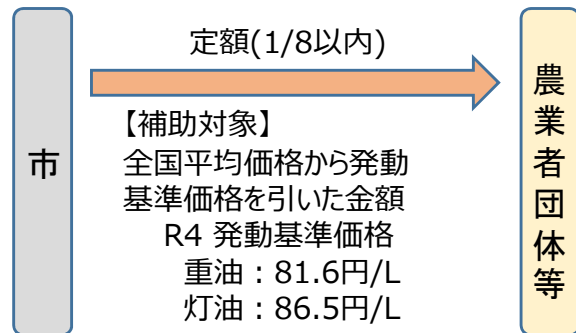 市
定額(1/8以内)
【補助対象】
全国平均価格から発動
基準価格を引いた金額
R4 発動基準価格
重油：81.6円/L
灯油：86.5円/L
農業者団体等